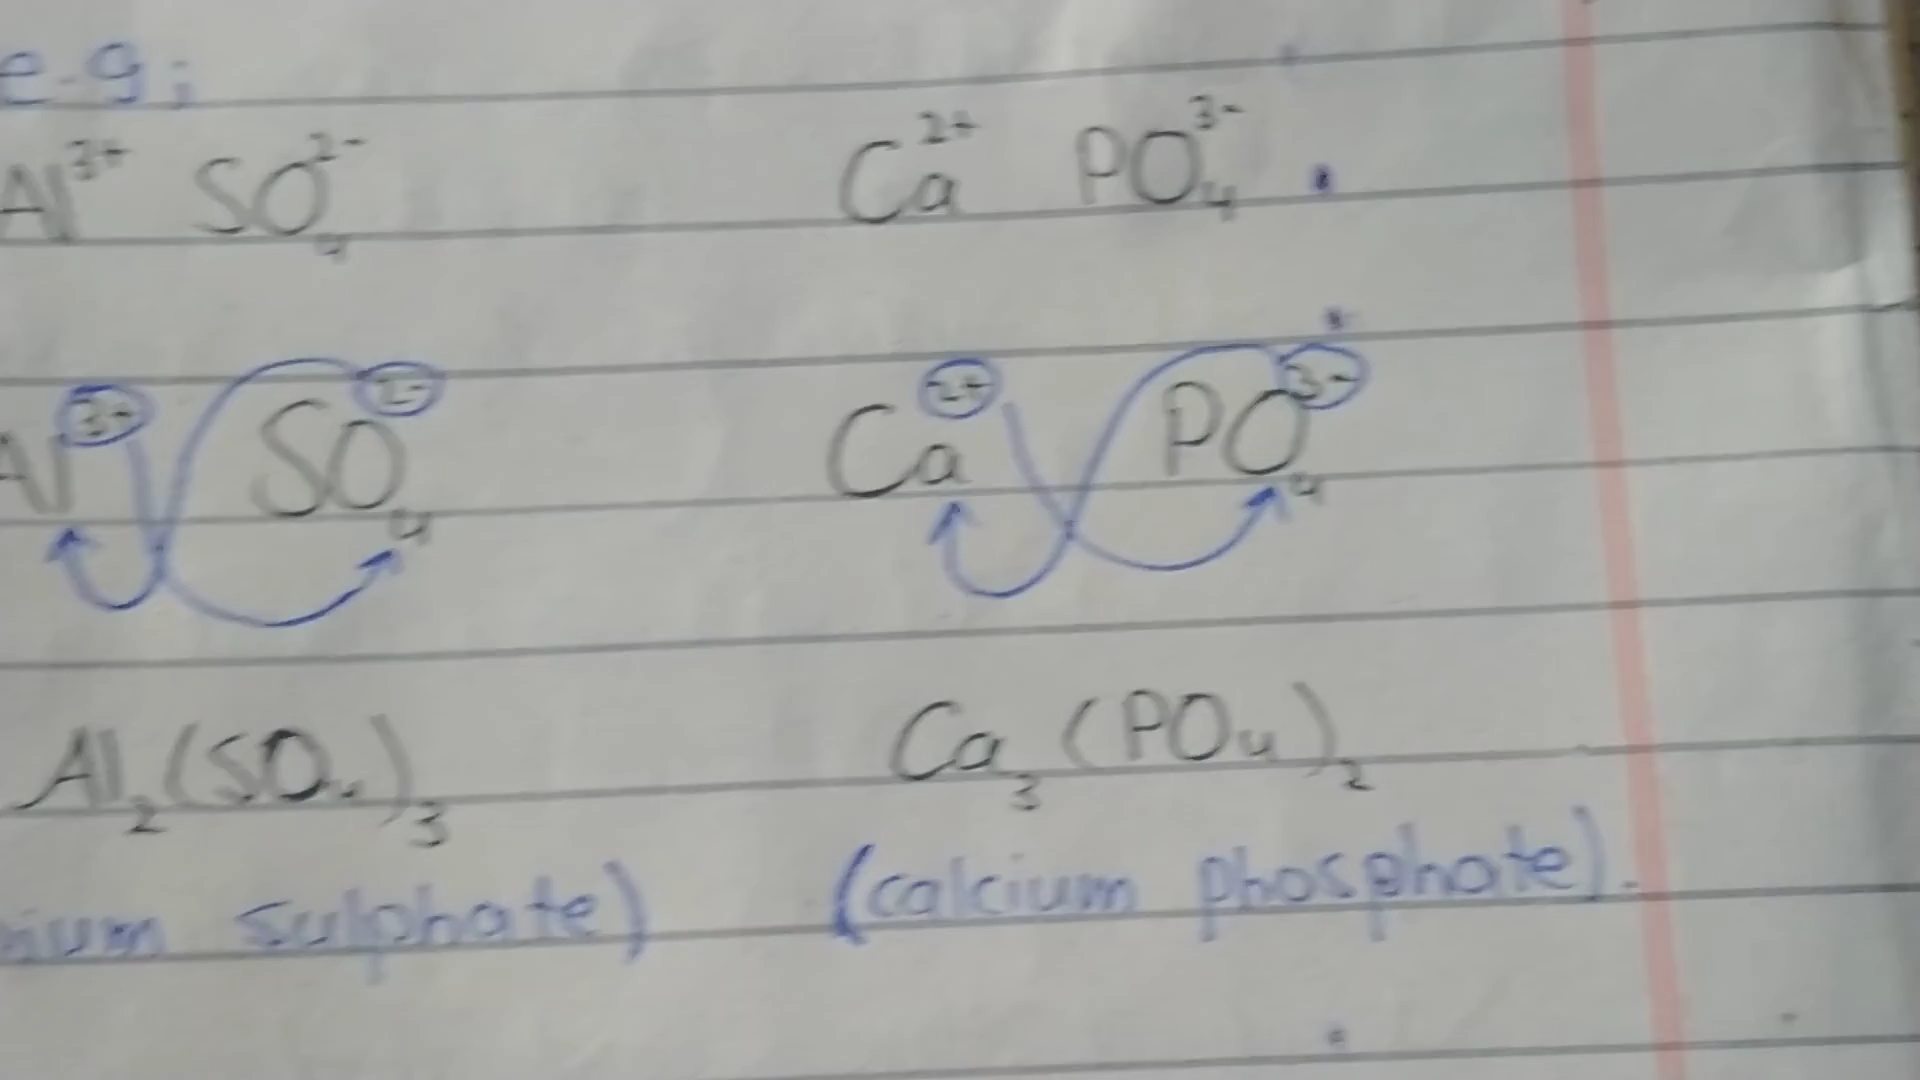 e.g;
Al³⁺ SO₄²⁻ Ca²⁺ PO₄³⁻
Al³⁺ SO₄²⁻ Ca²⁺ PO₄³⁻
Al₂(SO₄)₃ Ca₃(PO₄)₂
sulphate) (calcium phosphate).